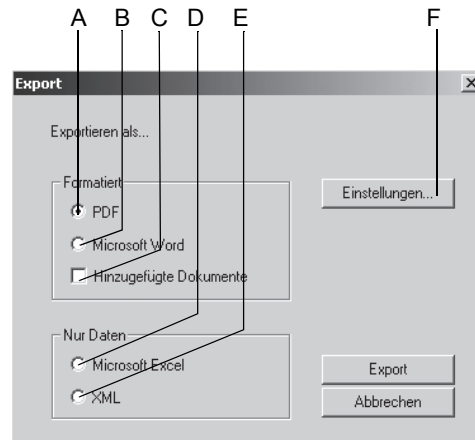 A B C D E F
Export
Exportieren als...
Formatiert
Einstellungen...
PDF
Microsoft Word
Hinzugefügte Dokumente
Nur Daten
Microsoft Excel
Export
XML
Abbrechen